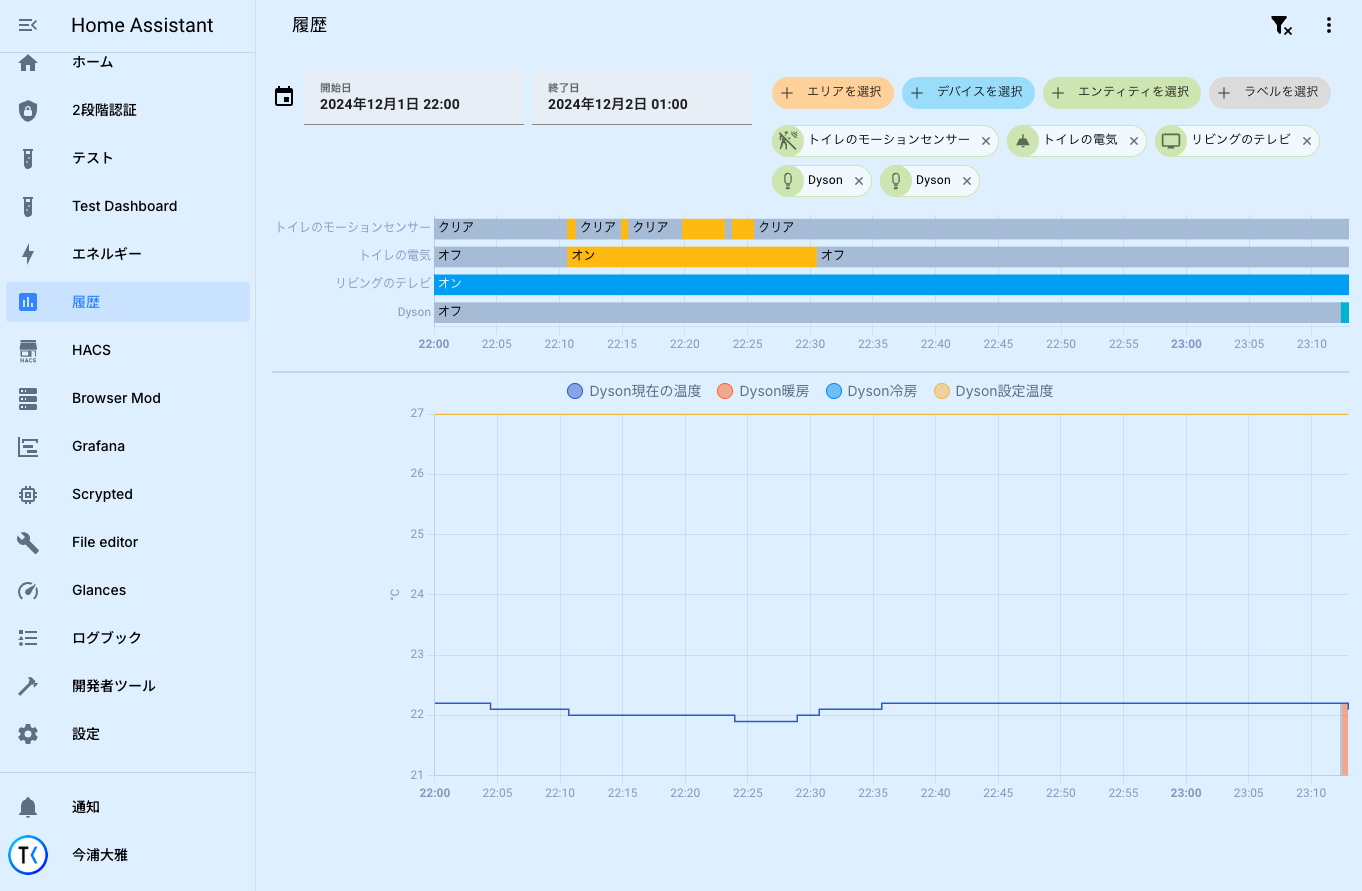 Home Assistant
ホーム
2段階認証
テスト
Test Dashboard
エネルギー
履歴
HACS
HACS
Browser Mod
Grafana
Scrypted
File editor
Glances
ログブック
開発者ツール
設定
通知
TK 今浦大雅
履歴
開始日
2024年12月1日 22:00
終了日
2024年12月2日 01:00
エリアを選択 デバイスを選択 エンティティを選択 ラベルを選択
トイレのモーションセンサー トイレの電気 リビングのテレビ
Dyson Dyson
トイレのモーションセンサー クリア クリア クリア クリア
トイレの電気 オフ オン オフ
リビングのテレビ オン
Dyson オフ
22:00 22:05 22:10 22:15 22:20 22:25 22:30 22:35 22:40 22:45 22:50 22:55 23:00 23:05 23:10
Dyson現在の温度 Dyson暖房 Dyson冷房 Dyson設定温度
27
26
25
°C
24
23
22
21
22:00 22:05 22:10 22:15 22:20 22:25 22:30 22:35 22:40 22:45 22:50 22:55 23:00 23:05 23:10